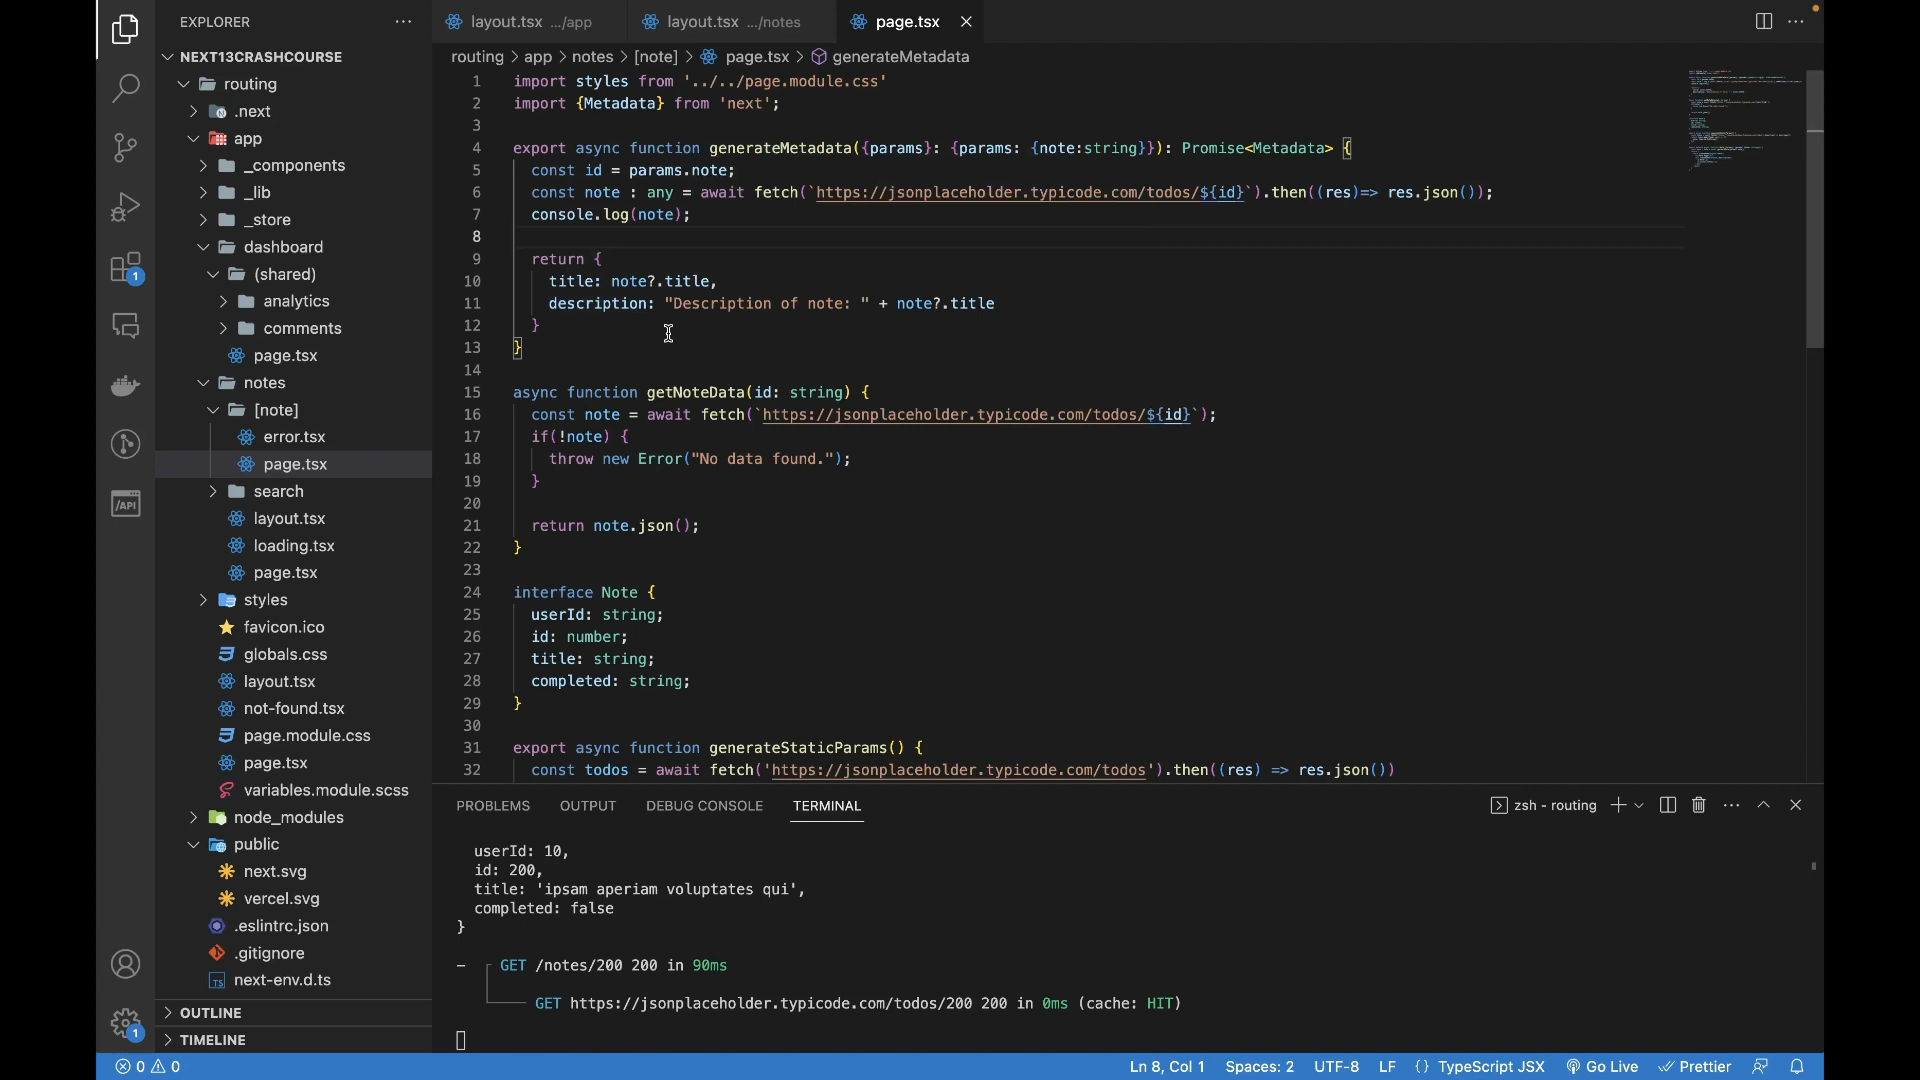 EXPLORER
NEXT13CRASHCOURSE
routing
.next
app
_components
_lib
_store
dashboard
(shared)
analytics
comments
page.tsx
notes
[note]
error.tsx
page.tsx
search
layout.tsx
loading.tsx
page.tsx
styles
favicon.ico
globals.css
layout.tsx
not-found.tsx
page.module.css
page.tsx
variables.module.scss
node_modules
public
next.svg
vercel.svg
.eslintrc.json
.gitignore
next-env.d.ts
OUTLINE
TIMELINE
layout.tsx .../app layout.tsx .../notes page.tsx
routing > app > notes > [note] > page.tsx > generateMetadata
1 import styles from '../../page.module.css'
2 import {Metadata} from 'next';
3
4 export async function generateMetadata({params}: {params: {note:string}}): Promise<Metadata> {
5 const id = params.note;
6 const note : any = await fetch(`https://jsonplaceholder.typicode.com/todos/${id}`).then((res)=> res.json());
7 console.log(note);
8
9 return {
10 title: note?.title,
11 description: "Description of note: " + note?.title
12 }
13 }
14
15 async function getNoteData(id: string) {
16 const note = await fetch(`https://jsonplaceholder.typicode.com/todos/${id}`);
17 if(!note) {
18 throw new Error("No data found.");
19 }
20
21 return note.json();
22 }
23
24 interface Note {
25 userId: string;
26 id: number;
27 title: string;
28 completed: string;
29 }
30
31 export async function generateStaticParams() {
32 const todos = await fetch('https://jsonplaceholder.typicode.com/todos').then((res) => res.json())
PROBLEMS OUTPUT DEBUG CONSOLE TERMINAL zsh - routing
userId: 10,
id: 200,
title: 'ipsam aperiam voluptates qui',
completed: false
}
- GET /notes/200 200 in 90ms
GET https://jsonplaceholder.typicode.com/todos/200 200 in 0ms (cache: HIT)
/API/
1
1
0 0 Ln 8, Col 1 Spaces: 2 UTF-8 LF {} TypeScript JSX Go Live Prettier